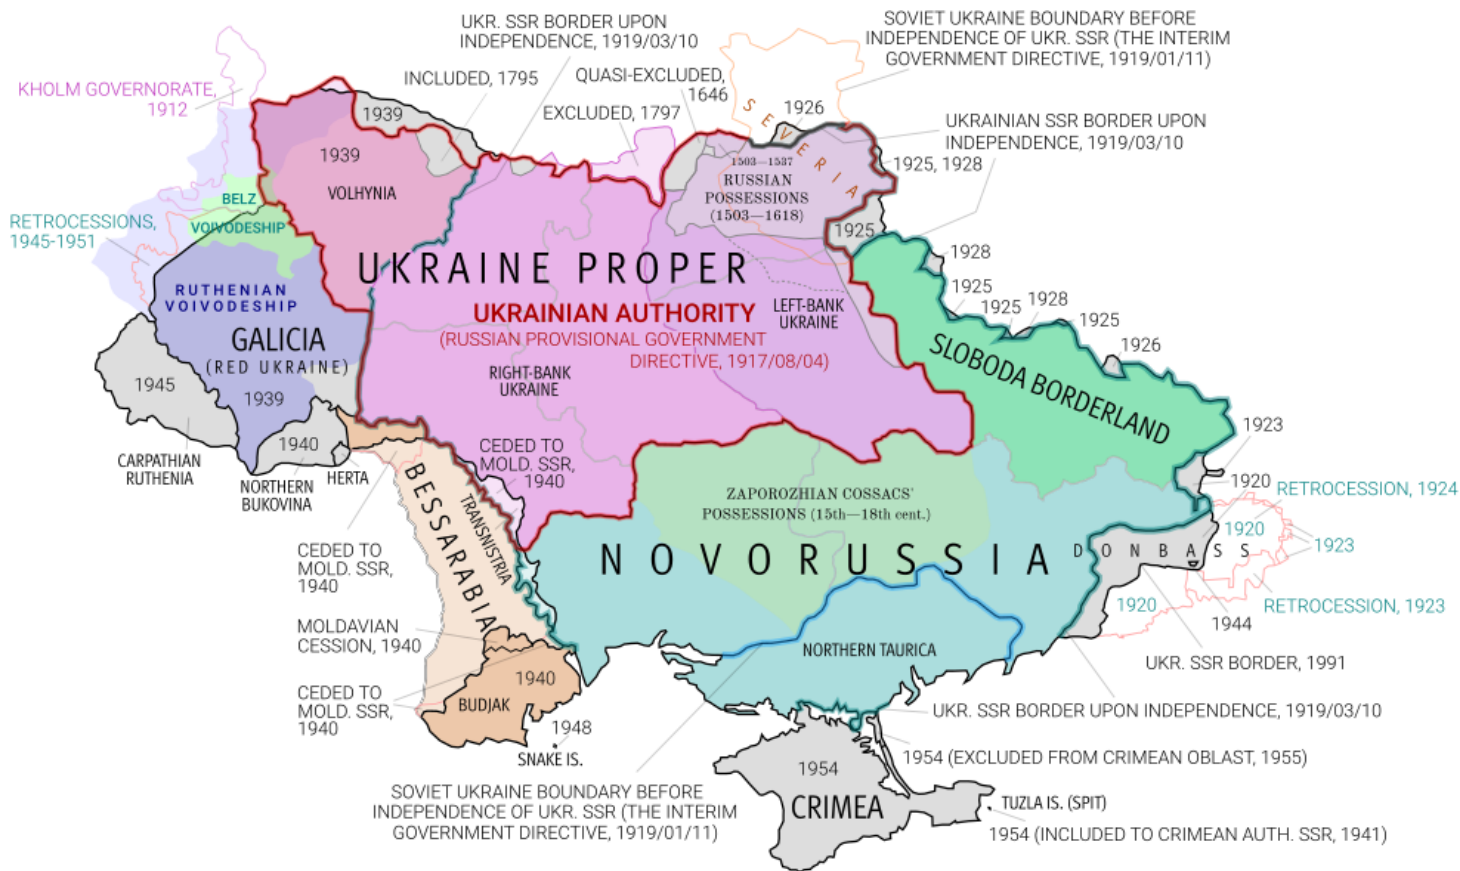 UKR. SSR BORDER UPON
INDEPENDENCE, 1919/03/10
SOVIET UKRAINE BOUNDARY BEFORE
INDEPENDENCE OF UKR. SSR (THE INTERIM
GOVERNMENT DIRECTIVE, 1919/01/11)
KHOLM GOVERNORATE,
1912
INCLUDED, 1795
QUASI-EXCLUDED,
1646
EXCLUDED, 1797
1939
1926
SEVERIA
UKRAINIAN SSR BORDER UPON
INDEPENDENCE, 1919/03/10
1939
VOLHYNIA
1503—1537
RUSSIAN
POSSESSIONS
(1503—1618)
1925, 1928
BELZ
VOIVODESHIP
RETROCESSIONS,
1945-1951
1925
1928
UKRAINE PROPER
RUTHENIAN
VOIVODESHIP
UKRAINIAN AUTHORITY
(RUSSIAN PROVISIONAL GOVERNMENT
DIRECTIVE, 1917/08/04)
LEFT-BANK
UKRAINE
1925
1925
1928
1925
1926
GALICIA
(RED UKRAINE)
SLOBODA BORDERLAND
RIGHT-BANK
UKRAINE
1945
1939
1940
CARPATHIAN
RUTHENIA
NORTHERN
BUKOVINA
HERTA
CEDED TO
MOLD. SSR,
1940
1923
1920
RETROCESSION, 1924
ZAPOROZHIAN COSSACS'
POSSESSIONS (15th—18th cent.)
BESSARABIA
TRANSNISTRIA
NOVORUSSIA
DONBASS
1920
1923
CEDED TO
MOLD. SSR,
1940
1920
RETROCESSION, 1923
1944
MOLDAVIAN
CESSION, 1940
NORTHERN TAURICA
UKR. SSR BORDER, 1991
CEDED TO
MOLD. SSR,
1940
1940
BUDJAK
1948
SNAKE IS.
UKR. SSR BORDER UPON INDEPENDENCE, 1919/03/10
1954 (EXCLUDED FROM CRIMEAN OBLAST, 1955)
1954
CRIMEA
TUZLA IS. (SPIT)
1954 (INCLUDED TO CRIMEAN AUTH. SSR, 1941)
SOVIET UKRAINE BOUNDARY BEFORE
INDEPENDENCE OF UKR. SSR (THE INTERIM
GOVERNMENT DIRECTIVE, 1919/01/11)